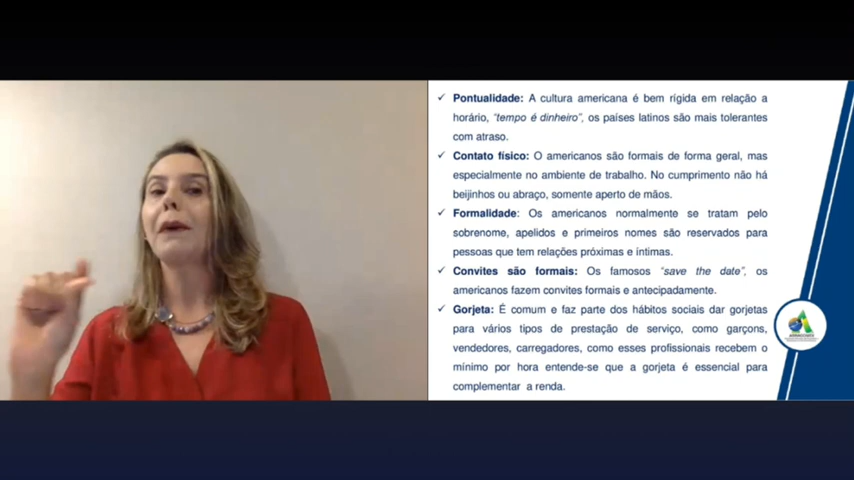 ✓ Pontualidade: A cultura americana é bem rígida em relação a
horário, "tempo é dinheiro", os países latinos são mais tolerantes
com atraso.
✓ Contato físico: O americanos são formais de forma geral, mas
especialmente no ambiente de trabalho. No cumprimento não há
beijinhos ou abraço, somente aperto de mãos.
✓ Formalidade: Os americanos normalmente se tratam pelo
sobrenome, apelidos e primeiros nomes são reservados para
pessoas que tem relações próximas e íntimas.
✓ Convites são formais: Os famosos "save the date", os
americanos fazem convites formais e antecipadamente.
✓ Gorjeta: É comum e faz parte dos hábitos sociais dar gorjetas
para vários tipos de prestação de serviço, como garçons,
vendedores, carregadores, como esses profissionais recebem o
mínimo por hora entende-se que a gorjeta é essencial para
complementar a renda.